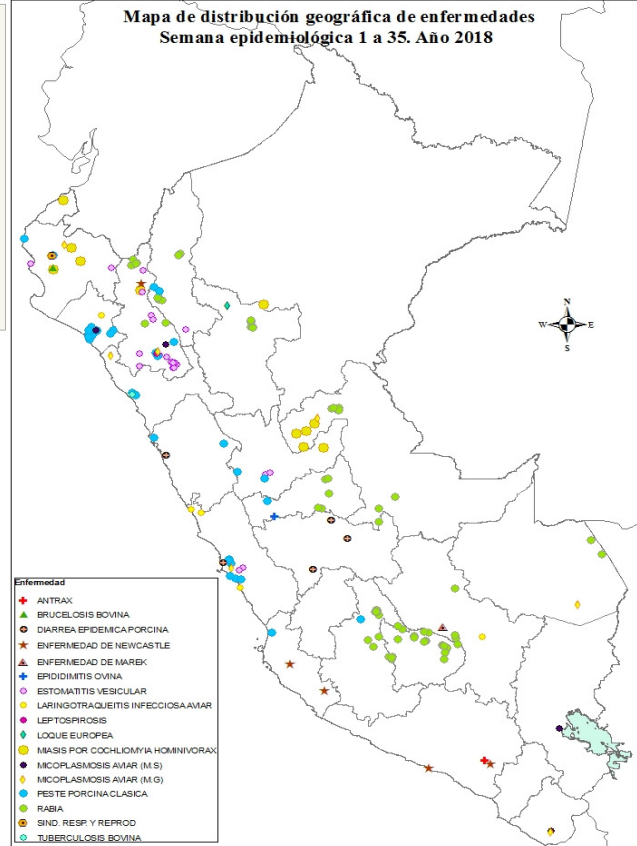 Mapa de distribución geográfica de enfermedades
Semana epidemiológica 1 a 35. Año 2018
N
W
E
S
Enfermedad
ANTRAX
BRUCELOSIS BOVINA
DIARREA EPIDEMICA PORCINA
ENFERMEDAD DE NEWCASTLE
ENFERMEDAD DE MAREK
EPIDIDIMITIS OVINA
ESTOMATITIS VESICULAR
LARINGOTRAQUEITIS INFECCIOSA AVIAR
LEPTOSPIROSIS
LOQUE EUROPEA
MIASIS POR COCHLIOMYIA HOMINIVORAX
MICOPLASMOSIS AVIAR (M.S)
MICOPLASMOSIS AVIAR (M.G)
PESTE PORCINA CLASICA
RABIA
SIND. RESP. Y REPROD
TUBERCULOSIS BOVINA